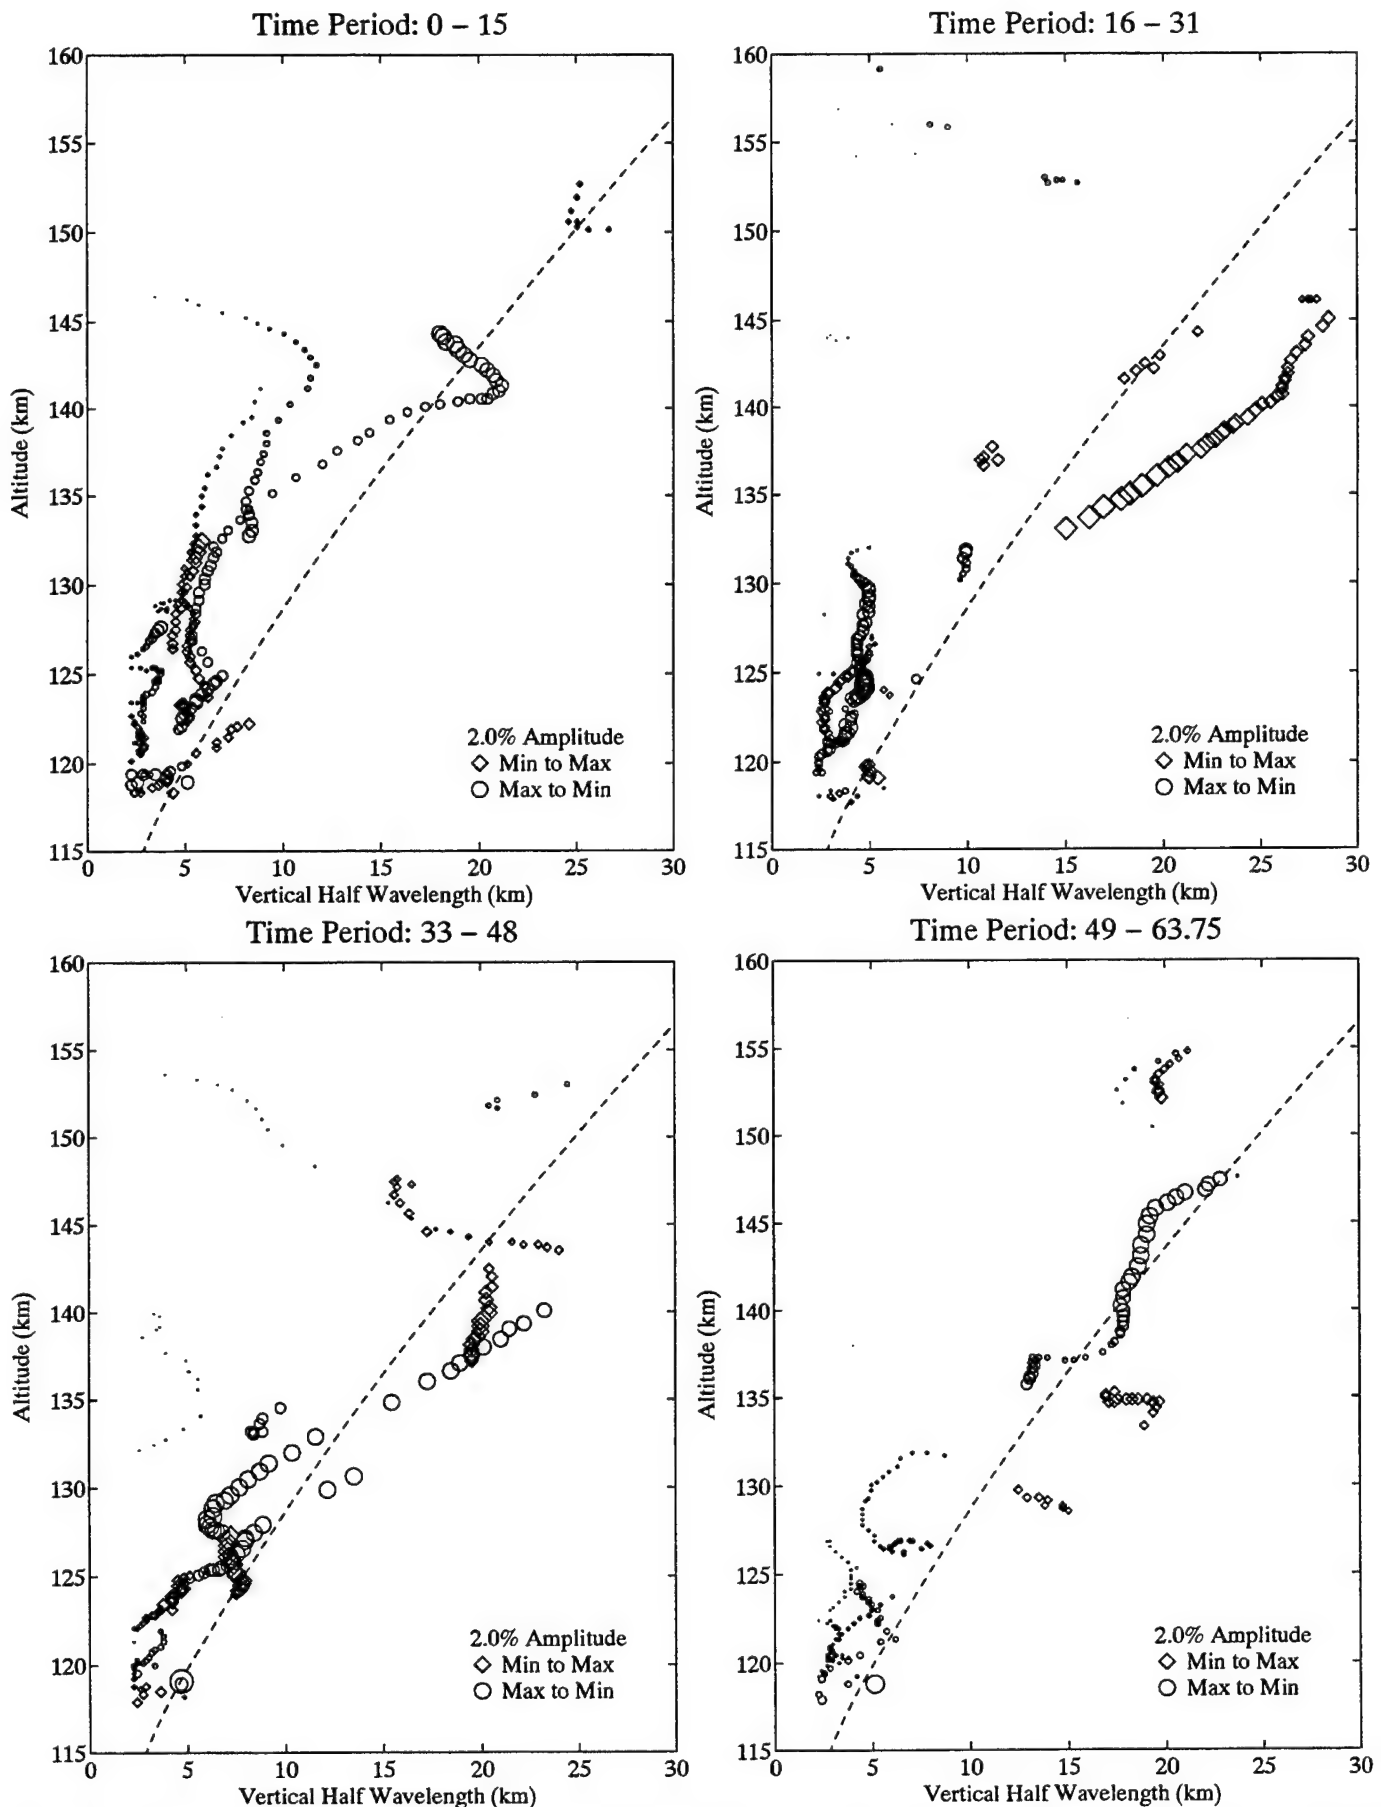 Time Period: 0 – 15
160
155
150
145
140
135
130
125
120
115
Altitude (km)
2.0% Amplitude
Min to Max
Max to Min
0 5 10 15 20 25 30
Vertical Half Wavelength (km)
Time Period: 16 – 31
160
155
150
145
140
135
130
125
120
115
Altitude (km)
2.0% Amplitude
Min to Max
Max to Min
0 5 10 15 20 25 30
Vertical Half Wavelength (km)
Time Period: 33 – 48
160
155
150
145
140
135
130
125
120
115
Altitude (km)
2.0% Amplitude
Min to Max
Max to Min
0 5 10 15 20 25 30
Vertical Half Wavelength (km)
Time Period: 49 – 63.75
160
155
150
145
140
135
130
125
120
115
Altitude (km)
2.0% Amplitude
Min to Max
Max to Min
0 5 10 15 20 25 30
Vertical Half Wavelength (km)